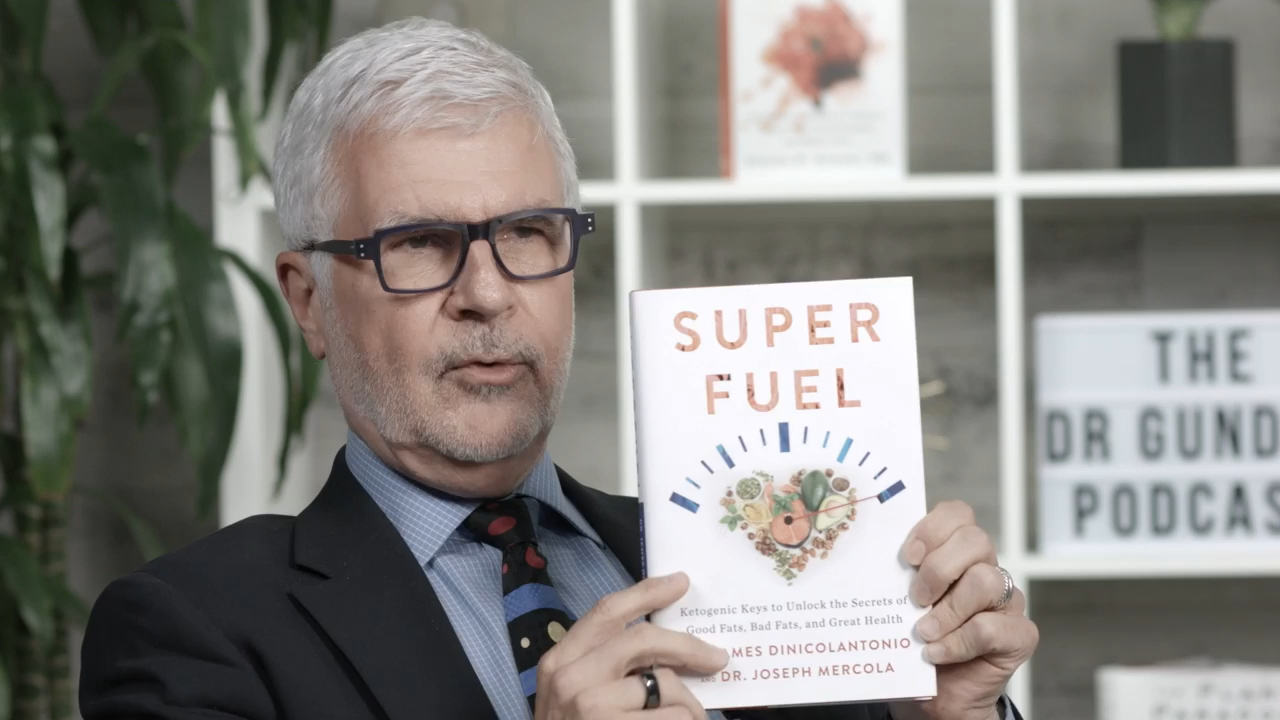 SUPER
FUEL
Ketogenic Keys to Unlock the Secrets of
Good Fats, Bad Fats, and Great Health
AMES DINICOLANTONIO
AND DR. JOSEPH MERCOLA
THE
DR GUND
PODCAS